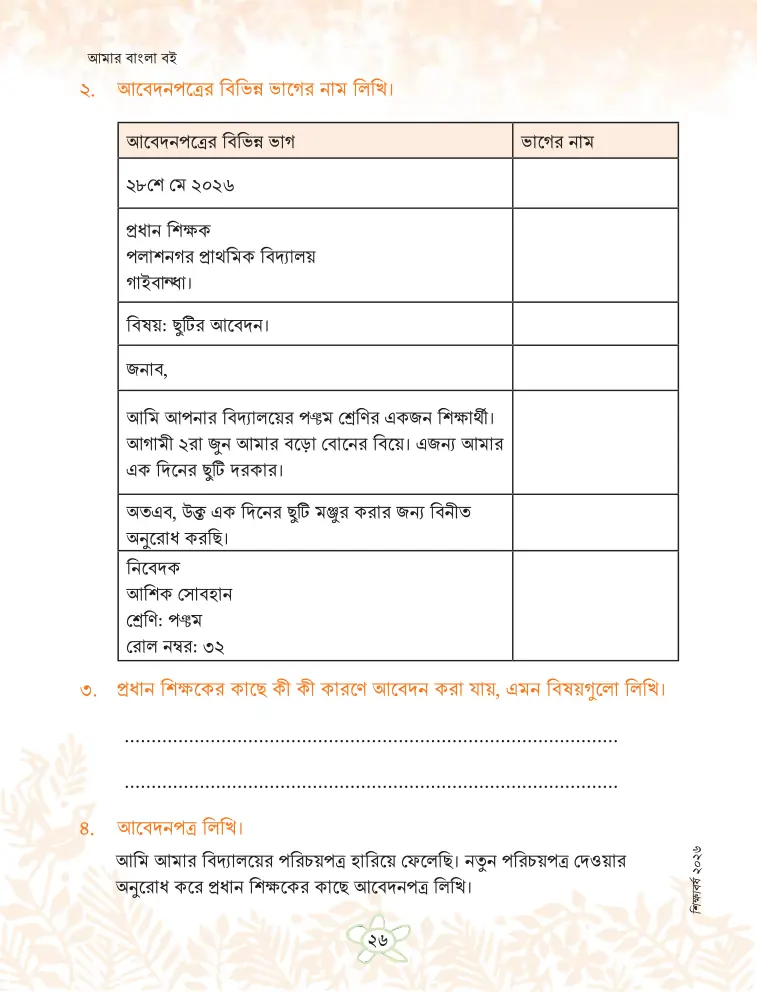 আমার বাংলা বই
২. আবেদনপত্রের বিভিন্ন ভাগের নাম লিখি।
আবেদনপত্রের বিভিন্ন ভাগ ভাগের নাম
২৮শে মে ২০২৬
প্রধান শিক্ষক
পলাশনগর প্রাথমিক বিদ্যালয়
গাইবান্ধা।
বিষয়: ছুটির আবেদন।
জনাব,
আমি আপনার বিদ্যালয়ের পঞ্চম শ্রেণির একজন শিক্ষার্থী।
আগামী ২রা জুন আমার বড়ো বোনের বিয়ে। এজন্য আমার
এক দিনের ছুটি দরকার।
অতএব, উক্ত এক দিনের ছুটি মঞ্জুর করার জন্য বিনীত
অনুরোধ করছি।
নিবেদক
আশিক সোবহান
শ্রেণি: পঞ্চম
রোল নম্বর: ৩২
৩. প্রধান শিক্ষকের কাছে কী কী কারণে আবেদন করা যায়, এমন বিষয়গুলো লিখি।
..........................................................................................
..........................................................................................
৪. আবেদনপত্র লিখি।
আমি আমার বিদ্যালয়ের পরিচয়পত্র হারিয়ে ফেলেছি। নতুন পরিচয়পত্র দেওয়ার
অনুরোধ করে প্রধান শিক্ষকের কাছে আবেদনপত্র লিখি।
শিক্ষাবর্ষ ২০২৬
২৬